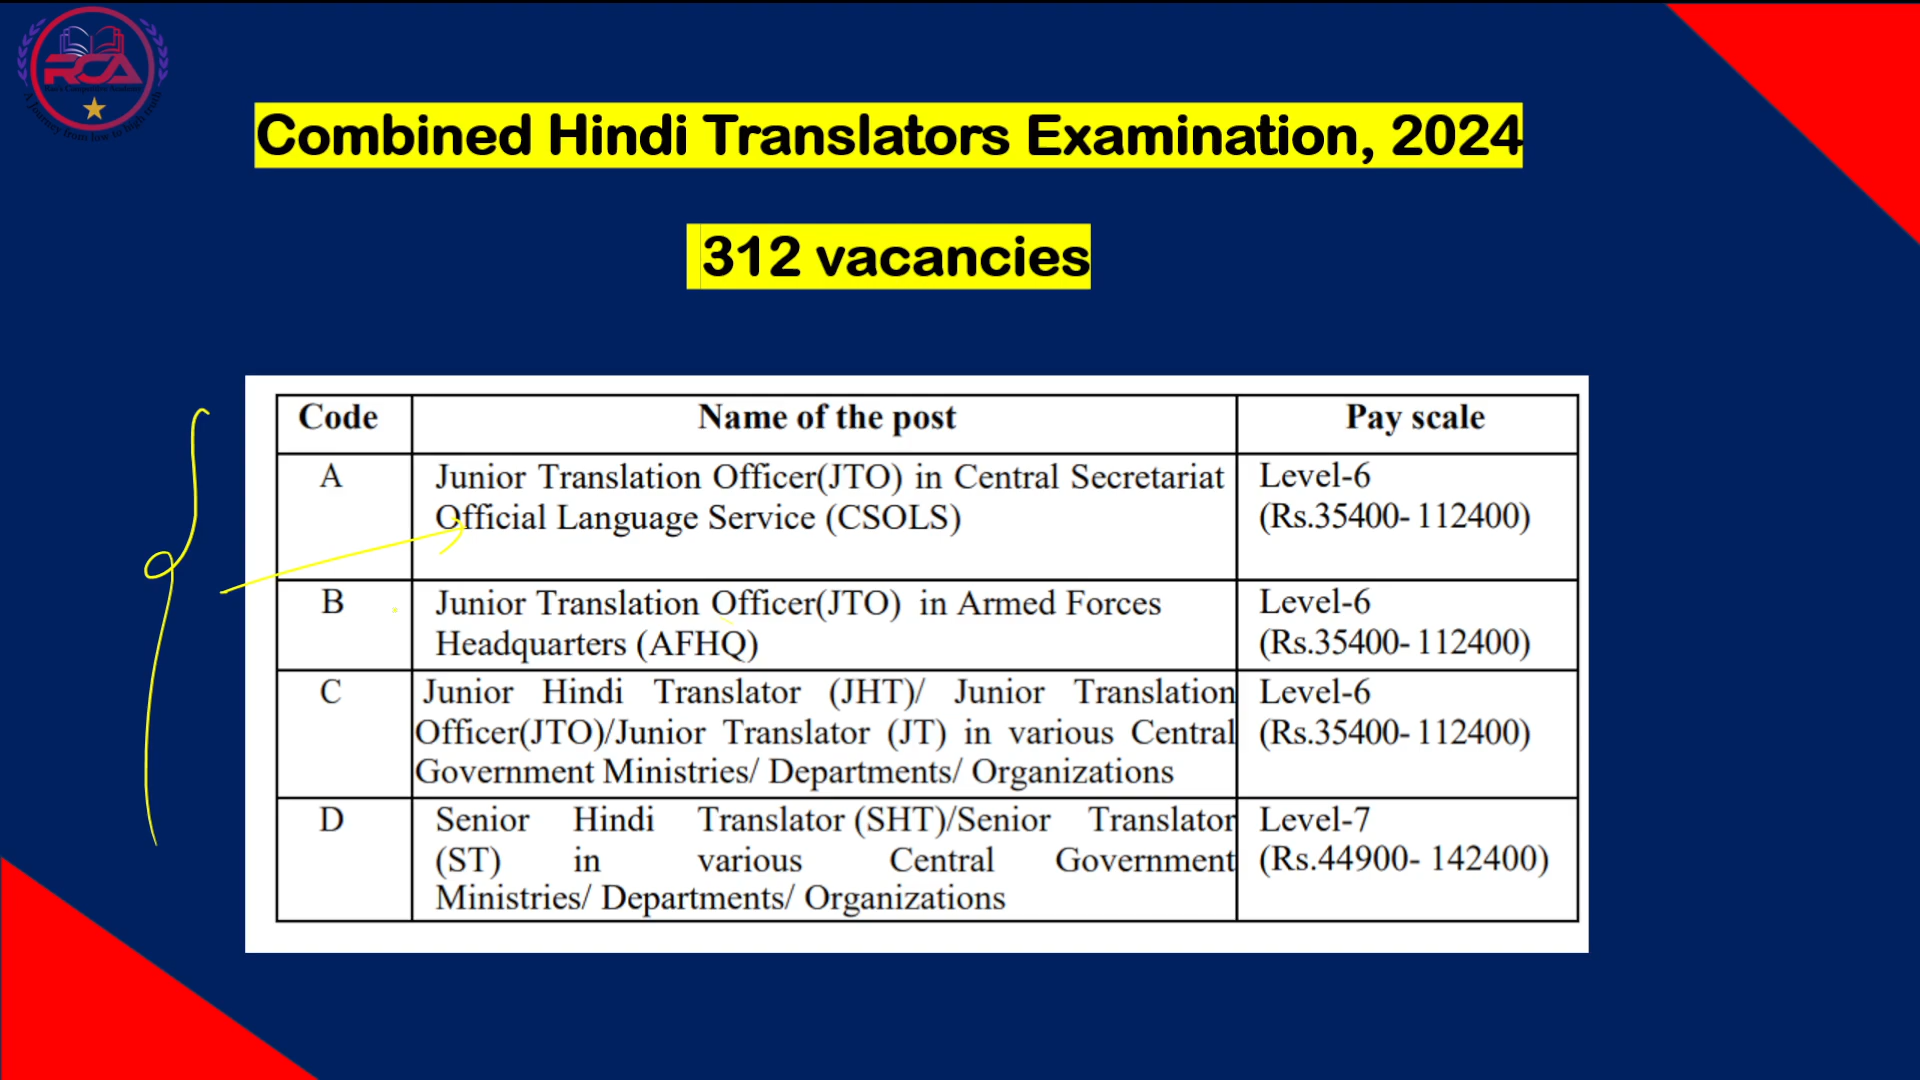 RCA
Combined Hindi Translators Examination, 2024
312 vacancies
Code Name of the post Pay scale
A Junior Translation Officer(JTO) in Central Secretariat Level-6
Official Language Service (CSOLS) (Rs.35400- 112400)
B Junior Translation Officer(JTO) in Armed Forces Level-6
Headquarters (AFHQ) (Rs.35400- 112400)
C Junior Hindi Translator (JHT)/ Junior Translation Level-6
Officer(JTO)/Junior Translator (JT) in various Central (Rs.35400- 112400)
Government Ministries/ Departments/ Organizations
D Senior Hindi Translator (SHT)/Senior Translator Level-7
(ST) in various Central Government (Rs.44900- 142400)
Ministries/ Departments/ Organizations